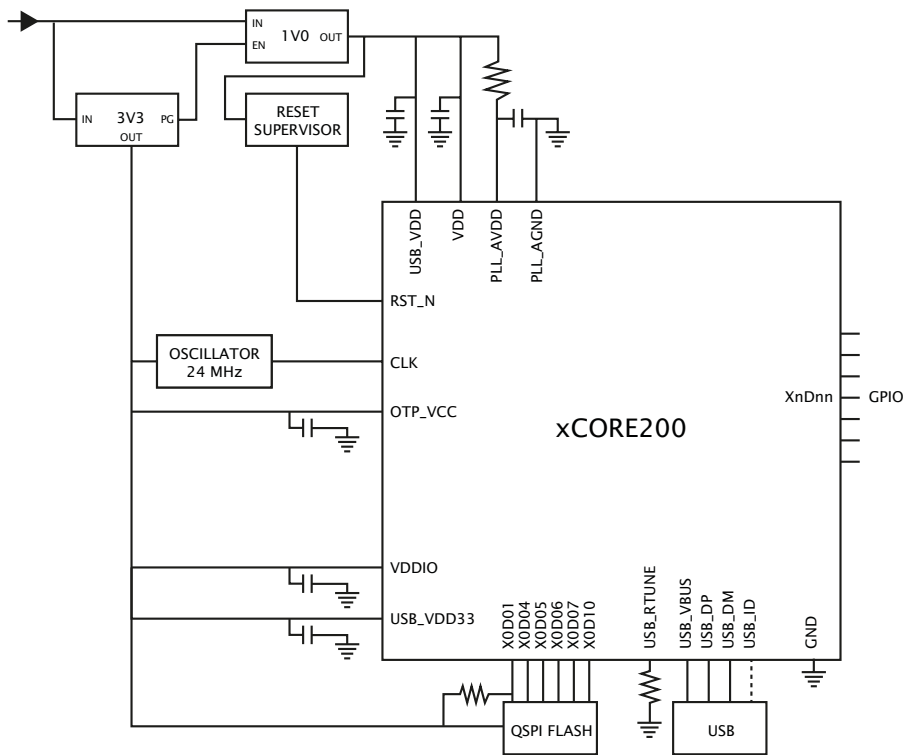 IN
1V0
OUT
EN
IN
3V3
PG
OUT
RESET
SUPERVISOR
USB_VDD
VDD
PLL_AVDD
PLL_AGND
RST_N
OSCILLATOR
24 MHz
CLK
XnDnn
GPIO
OTP_VCC
xCORE200
VDDIO
USB_VDD33
X0D01
X0D04
X0D05
X0D06
X0D07
X0D10
USB_RTUNE
USB_VBUS
USB_DP
USB_DM
USB_ID
GND
QSPI FLASH
USB